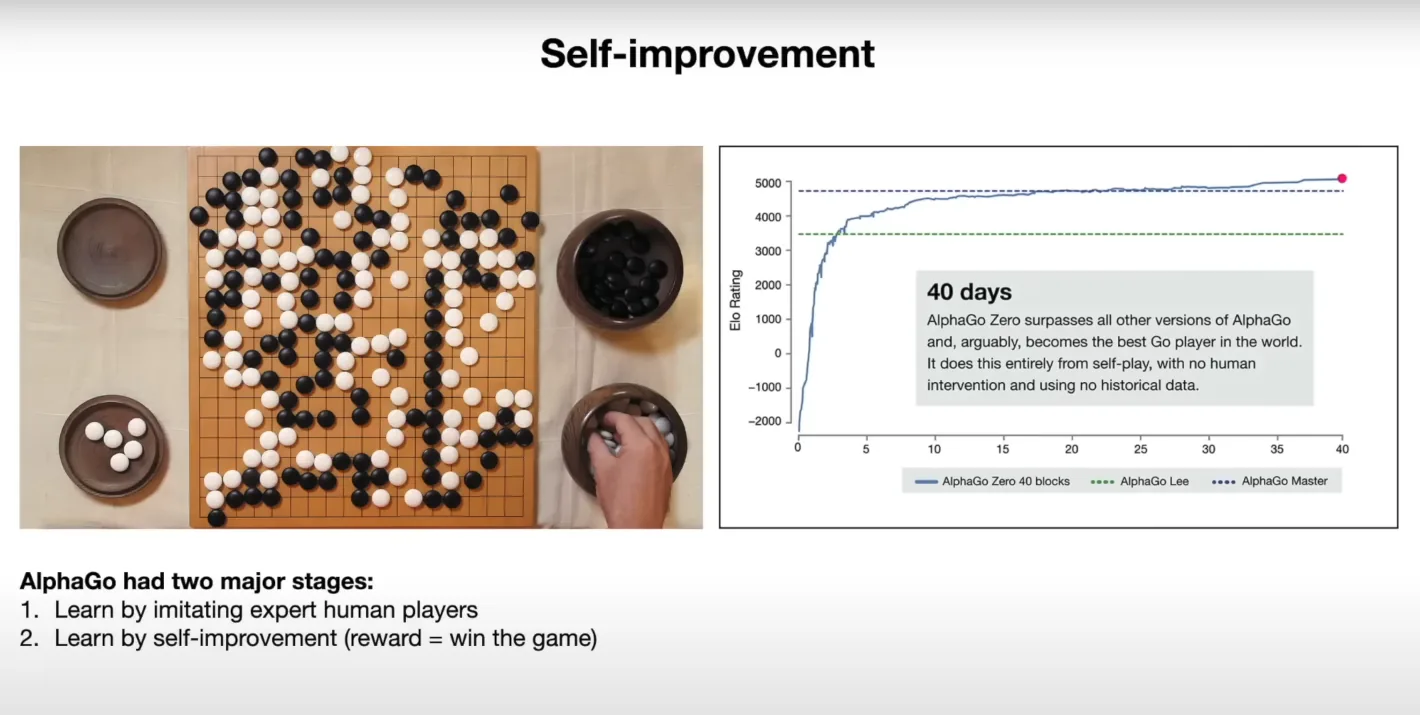 Self-improvement
Elo Rating
5000
4000
3000
2000
1000
0
−1000
−2000
0 5 10 15 20 25 30 35 40
40 days
AlphaGo Zero surpasses all other versions of AlphaGo
and, arguably, becomes the best Go player in the world.
It does this entirely from self-play, with no human
intervention and using no historical data.
AlphaGo Zero 40 blocks AlphaGo Lee AlphaGo Master
AlphaGo had two major stages:
1. Learn by imitating expert human players
2. Learn by self-improvement (reward = win the game)